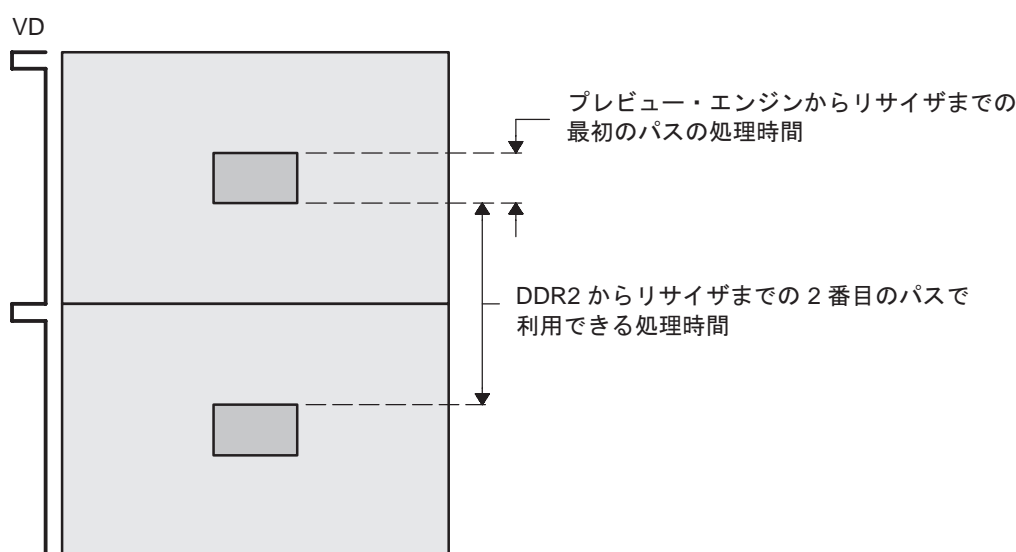 VD
プレビュー・エンジンからリサイザまでの
最初のパスの処理時間
DDR2 からリサイザまでの 2 番目のパスで
利用できる処理時間